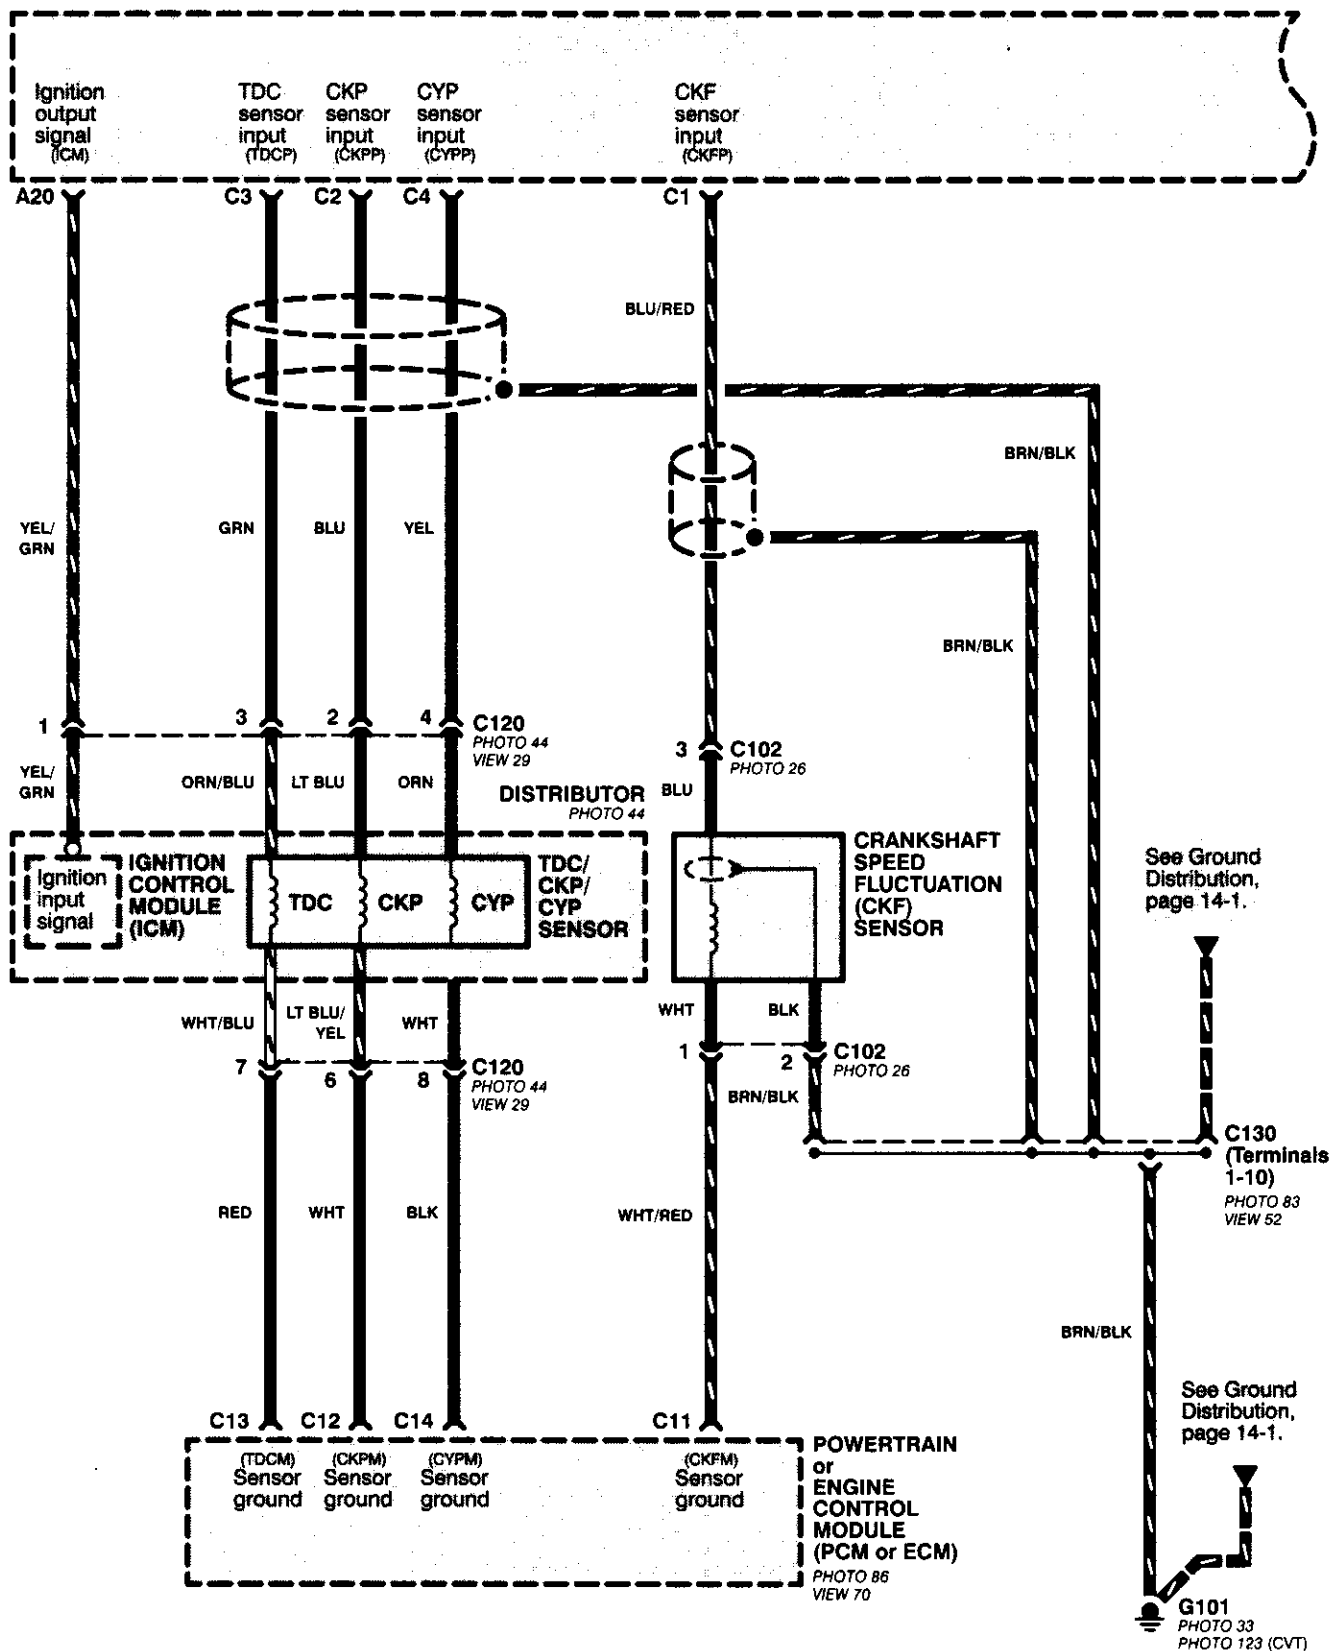 Ignition
output
signal
(ICM)
TDC
sensor
input
(TDCP)
CKP
sensor
input
(CKPP)
CYP
sensor
input
(CYPP)
CKF
sensor
input
(CKFP)
A20
C3
C2
C4
C1
BLU/RED
BRN/BLK
YEL/
GRN
GRN
BLU
YEL
BRN/BLK
1
3
2
4
C120
PHOTO 44
VIEW 29
3
C102
PHOTO 26
YEL/
GRN
ORN/BLU
LT BLU
ORN
DISTRIBUTOR
PHOTO 44
BLU
Ignition
input
signal
IGNITION
CONTROL
MODULE
(ICM)
TDC
CKP
CYP
TDC/
CKP/
CYP
SENSOR
CRANKSHAFT
SPEED
FLUCTUATION
(CKF)
SENSOR
See Ground
Distribution,
page 14-1.
WHT/BLU
LT BLU/
YEL
WHT
WHT
BLK
7
6
8
C120
PHOTO 44
VIEW 29
1
2
C102
PHOTO 26
BRN/BLK
C130
(Terminals
1-10)
PHOTO 83
VIEW 52
RED
WHT
BLK
WHT/RED
BRN/BLK
See Ground
Distribution,
page 14-1.
C13
C12
C14
C11
(TDCM)
Sensor
ground
(CKPM)
Sensor
ground
(CYPM)
Sensor
ground
(CKFM)
Sensor
ground
POWERTRAIN
or
ENGINE
CONTROL
MODULE
(PCM or ECM)
PHOTO 86
VIEW 70
G101
PHOTO 33
PHOTO 123 (CVT)